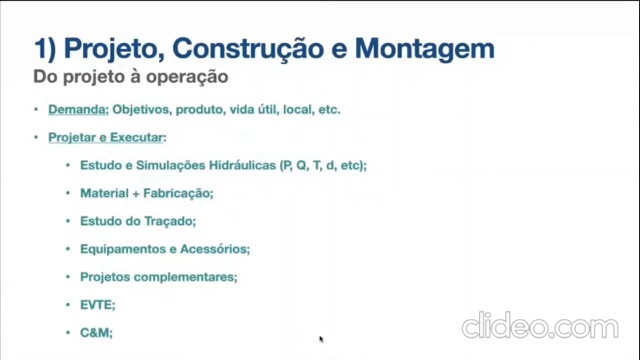 1) Projeto, Construção e Montagem
Do projeto à operação
• Demanda: Objetivos, produto, vida útil, local, etc.
• Projetar e Executar:
• Estudo e Simulações Hidráulicas (P, Q, T, d, etc);
• Material + Fabricação;
• Estudo do Traçado;
• Equipamentos e Acessórios;
• Projetos complementares;
• EVTE;
• C&M;
clideo.com